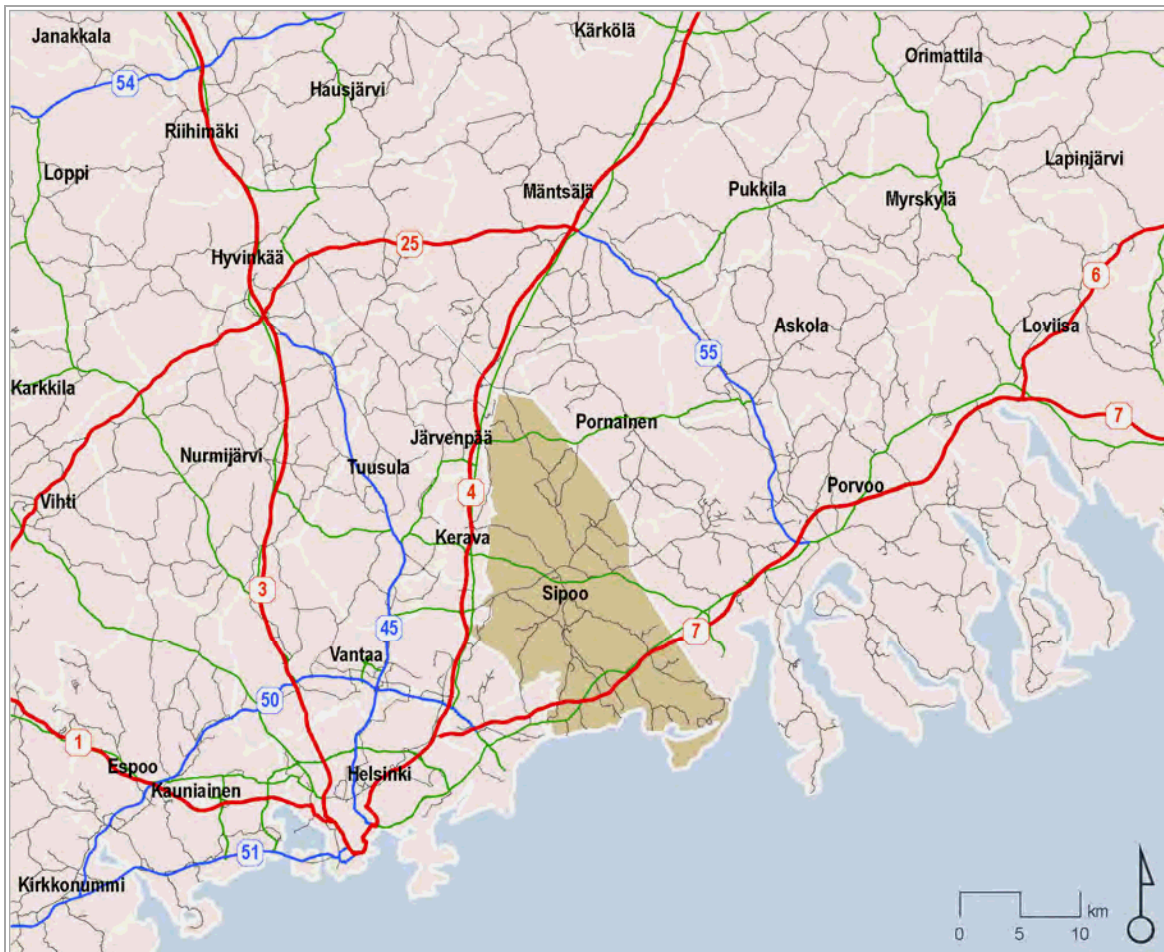 Janakkala
Kärkölä
Orimattila
54
Hausjärvi
Riihimäki
Lapinjärvi
Loppi
Mäntsälä
Pukkila
Myrskylä
25
Hyvinkää
6
Askola
Loviisa
55
Karkkila
7
Pornainen
Järvenpää
Nurmijärvi
Tuusula
Porvoo
4
Vihti
Kerava
3
Sipoo
45
7
Vantaa
50
1
Espoo
Helsinki
Kauniainen
51
Kirkkonummi
km
0 5 10